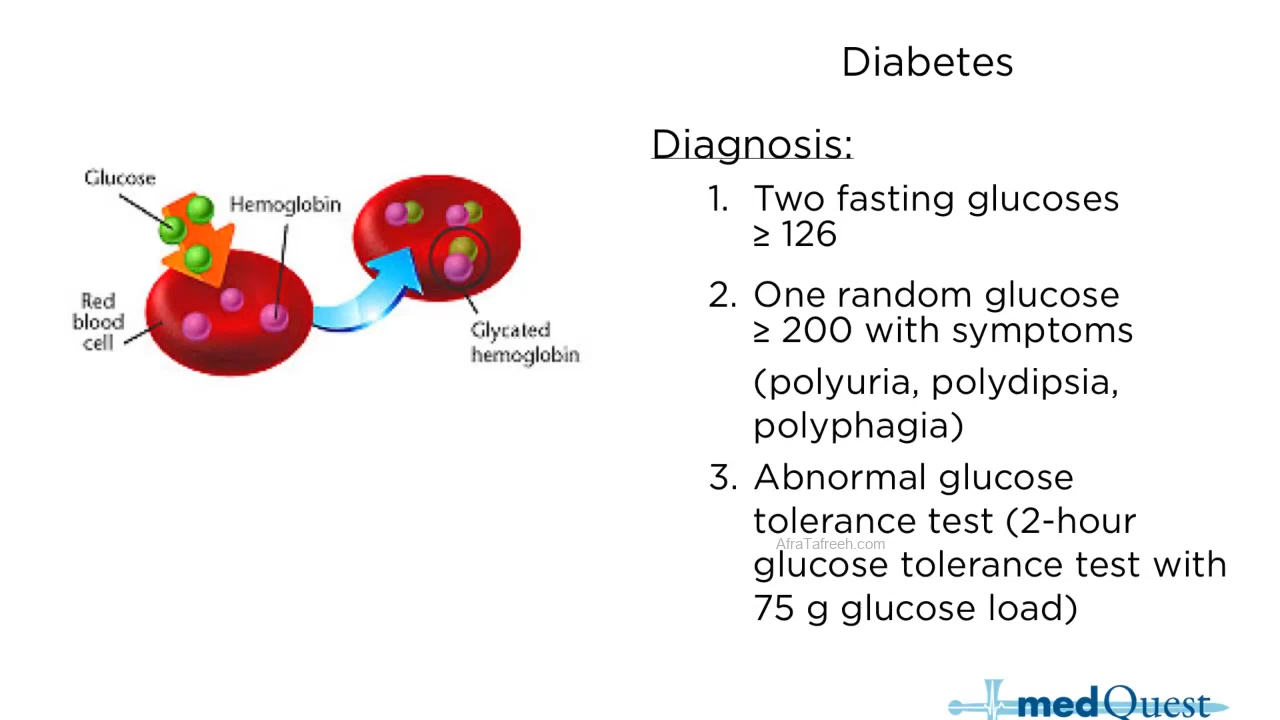 Diabetes
Diagnosis:
1. Two fasting glucoses
≥ 126
2. One random glucose
≥ 200 with symptoms
(polyuria, polydipsia,
polyphagia)
3. Abnormal glucose
tolerance test (2-hour
AfraTafreeh.com
glucose tolerance test with
75 g glucose load)
Glucose
Hemoglobin
Red
blood
cell
Glycated
hemoglobin
medQuest